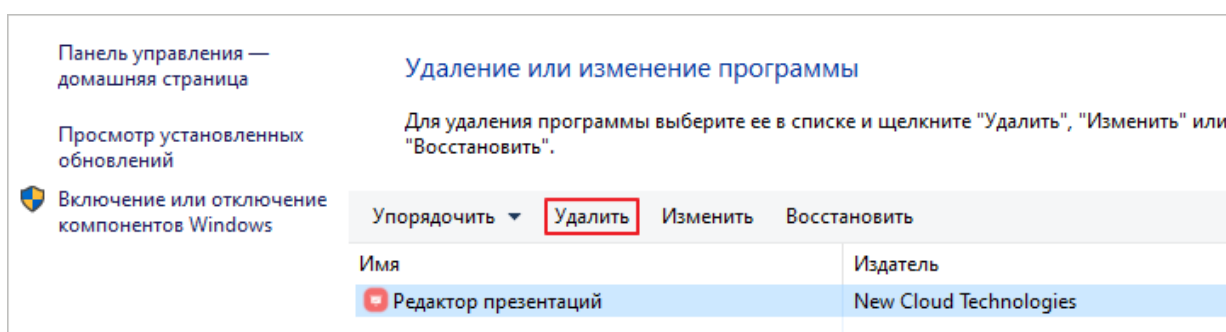 Панель управления —
домашняя страница
Просмотр установленных
обновлений
Включение или отключение
компонентов Windows
Удаление или изменение программы
Для удаления программы выберите ее в списке и щелкните "Удалить", "Изменить" или
"Восстановить".
Упорядочить Удалить Изменить Восстановить
Имя Издатель
Редактор презентаций New Cloud Technologies